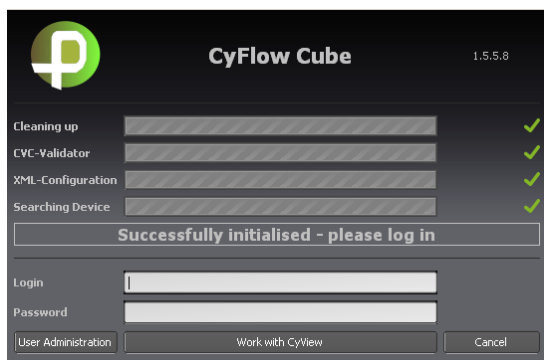 CyFlow Cube
1.5.5.8
Cleaning up
CVC-Validator
XML-Configuration
Searching Device
Successfully initialised - please log in
Login
Password
User Administration
Work with CyView
Cancel